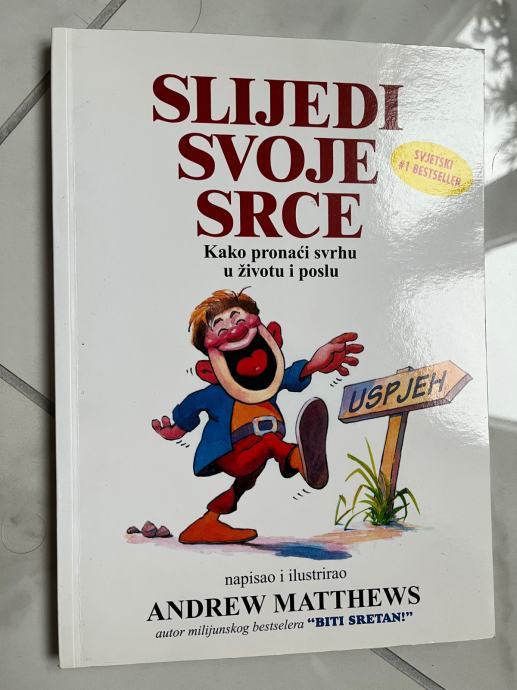 SLIJEDI
SVOJE
SRCE
SVJETSKI
#1 BESTSELLER
Kako pronaći svrhu
u životu i poslu
USPJEH
napisao i ilustrirao
ANDREW MATTHEWS
autor milijunskog bestselera "BITI SRETAN!"